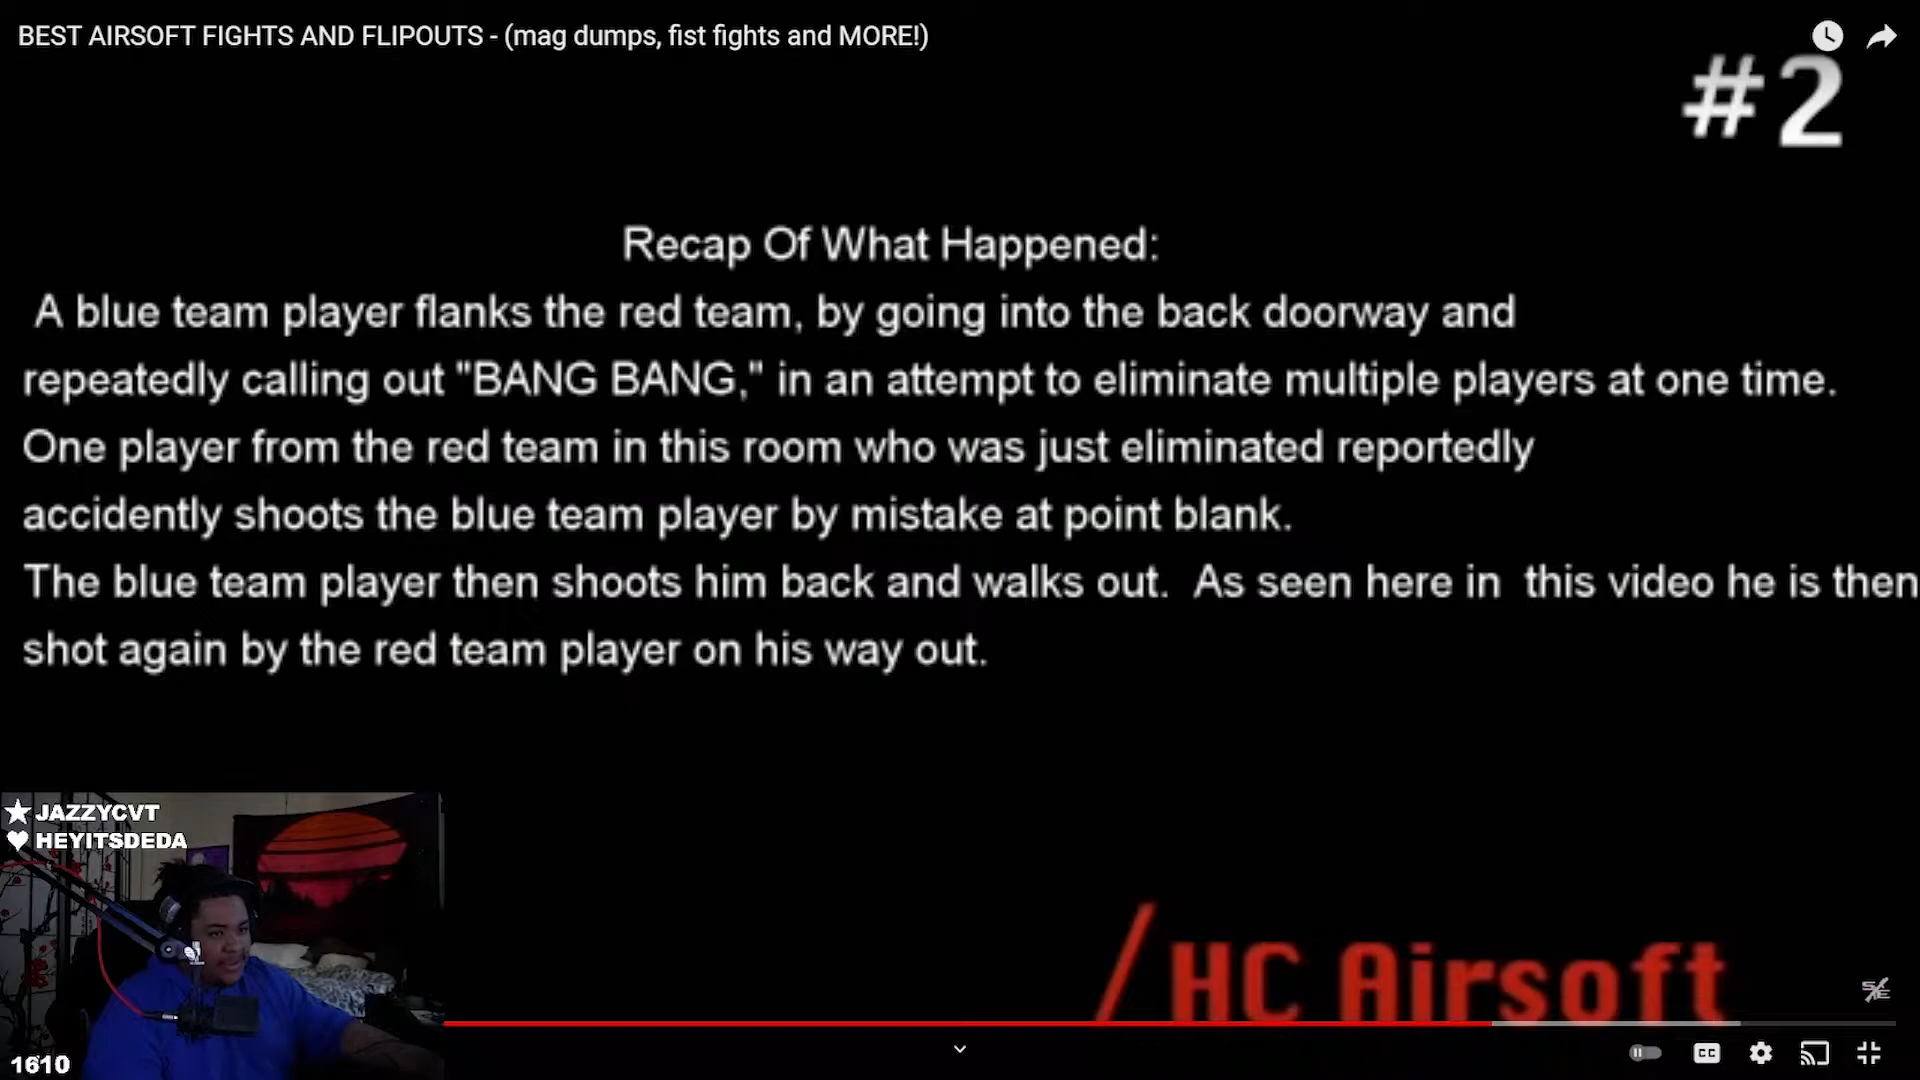 BEST AIRSOFT FIGHTS AND FLIPOUTS - (mag dumps, fist fights and MORE!)
#2
Recap Of What Happened:
A blue team player flanks the red team, by going into the back doorway and
repeatedly calling out "BANG BANG," in an attempt to eliminate multiple players at one time.
One player from the red team in this room who was just eliminated reportedly
accidently shoots the blue team player by mistake at point blank.
The blue team player then shoots him back and walks out. As seen here in this video he is then
shot again by the red team player on his way out.
JAZZYCVT
HEYITSDEDA
/HC Airsoft
CC
1610